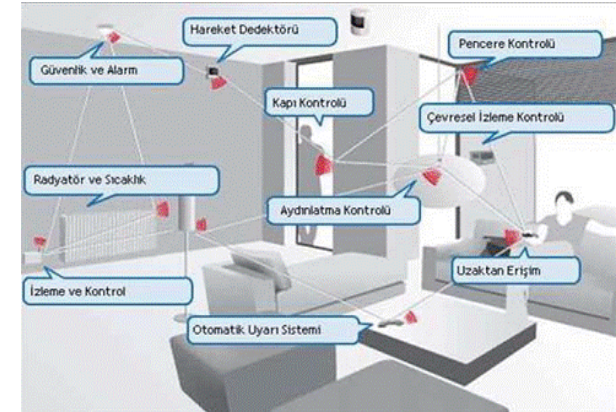 Hareket Dedektörü
Pencere Kontrolü
Güvenlik ve Alarm
Kapı Kontrolü
Çevresel İzleme Kontrolü
Radyatör ve Sıcaklık
Aydınlatma Kontrolü
Uzaktan Erişim
İzleme ve Kontrol
Otomatik Uyarı Sistemi